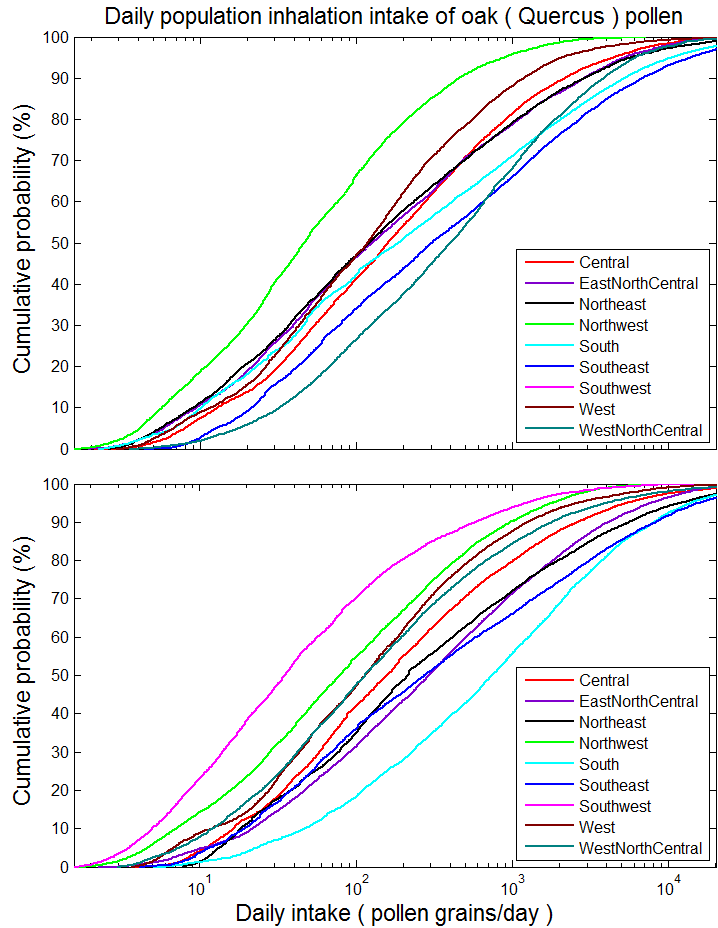 Daily population inhalation intake of oak ( Quercus ) pollen
Cumulative probability (%)
100
90
80
70
60
50
40
30
20
10
0
Central
EastNorthCentral
Northeast
Northwest
South
Southeast
Southwest
West
WestNorthCentral
Cumulative probability (%)
100
90
80
70
60
50
40
30
20
10
0
Central
EastNorthCentral
Northeast
Northwest
South
Southeast
Southwest
West
WestNorthCentral
10¹ 10² 10³ 10⁴
Daily intake ( pollen grains/day )